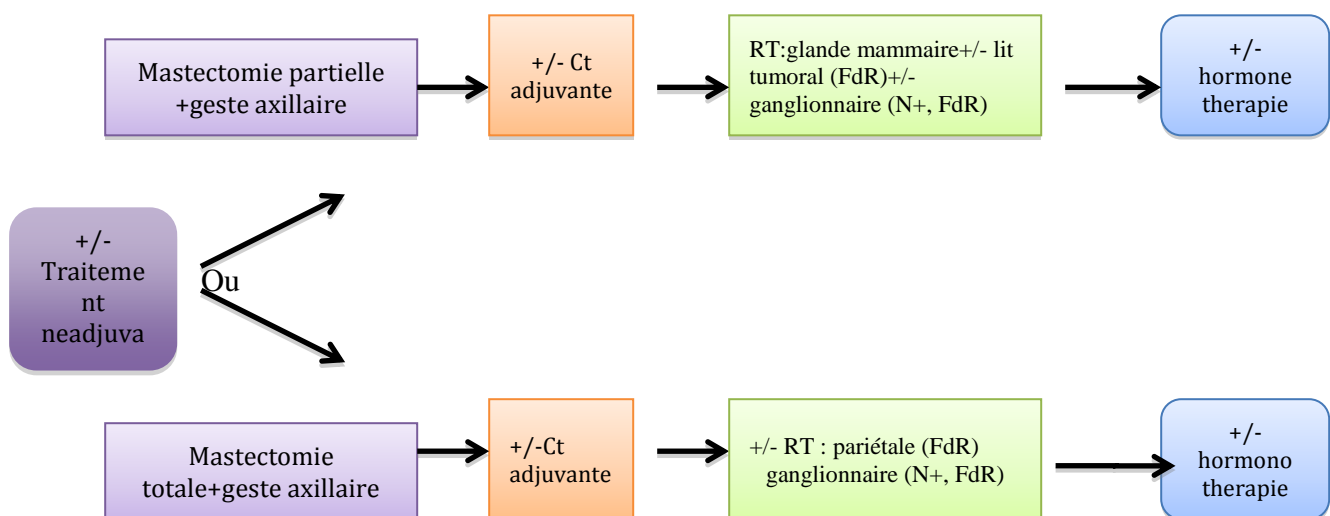 Mastectomie partielle
+geste axillaire
+/- Ct
adjuvante
RT:glande mammaire+/- lit
tumoral (FdR)+/-
ganglionnaire (N+, FdR)
+/-
hormone
therapie
+/-
Traiteme
nt
neadjuva
Ou
Mastectomie
totale+geste axillaire
+/-Ct
adjuvante
+/- RT : pariétale (FdR)
ganglionnaire (N+, FdR)
+/-
hormono
therapie